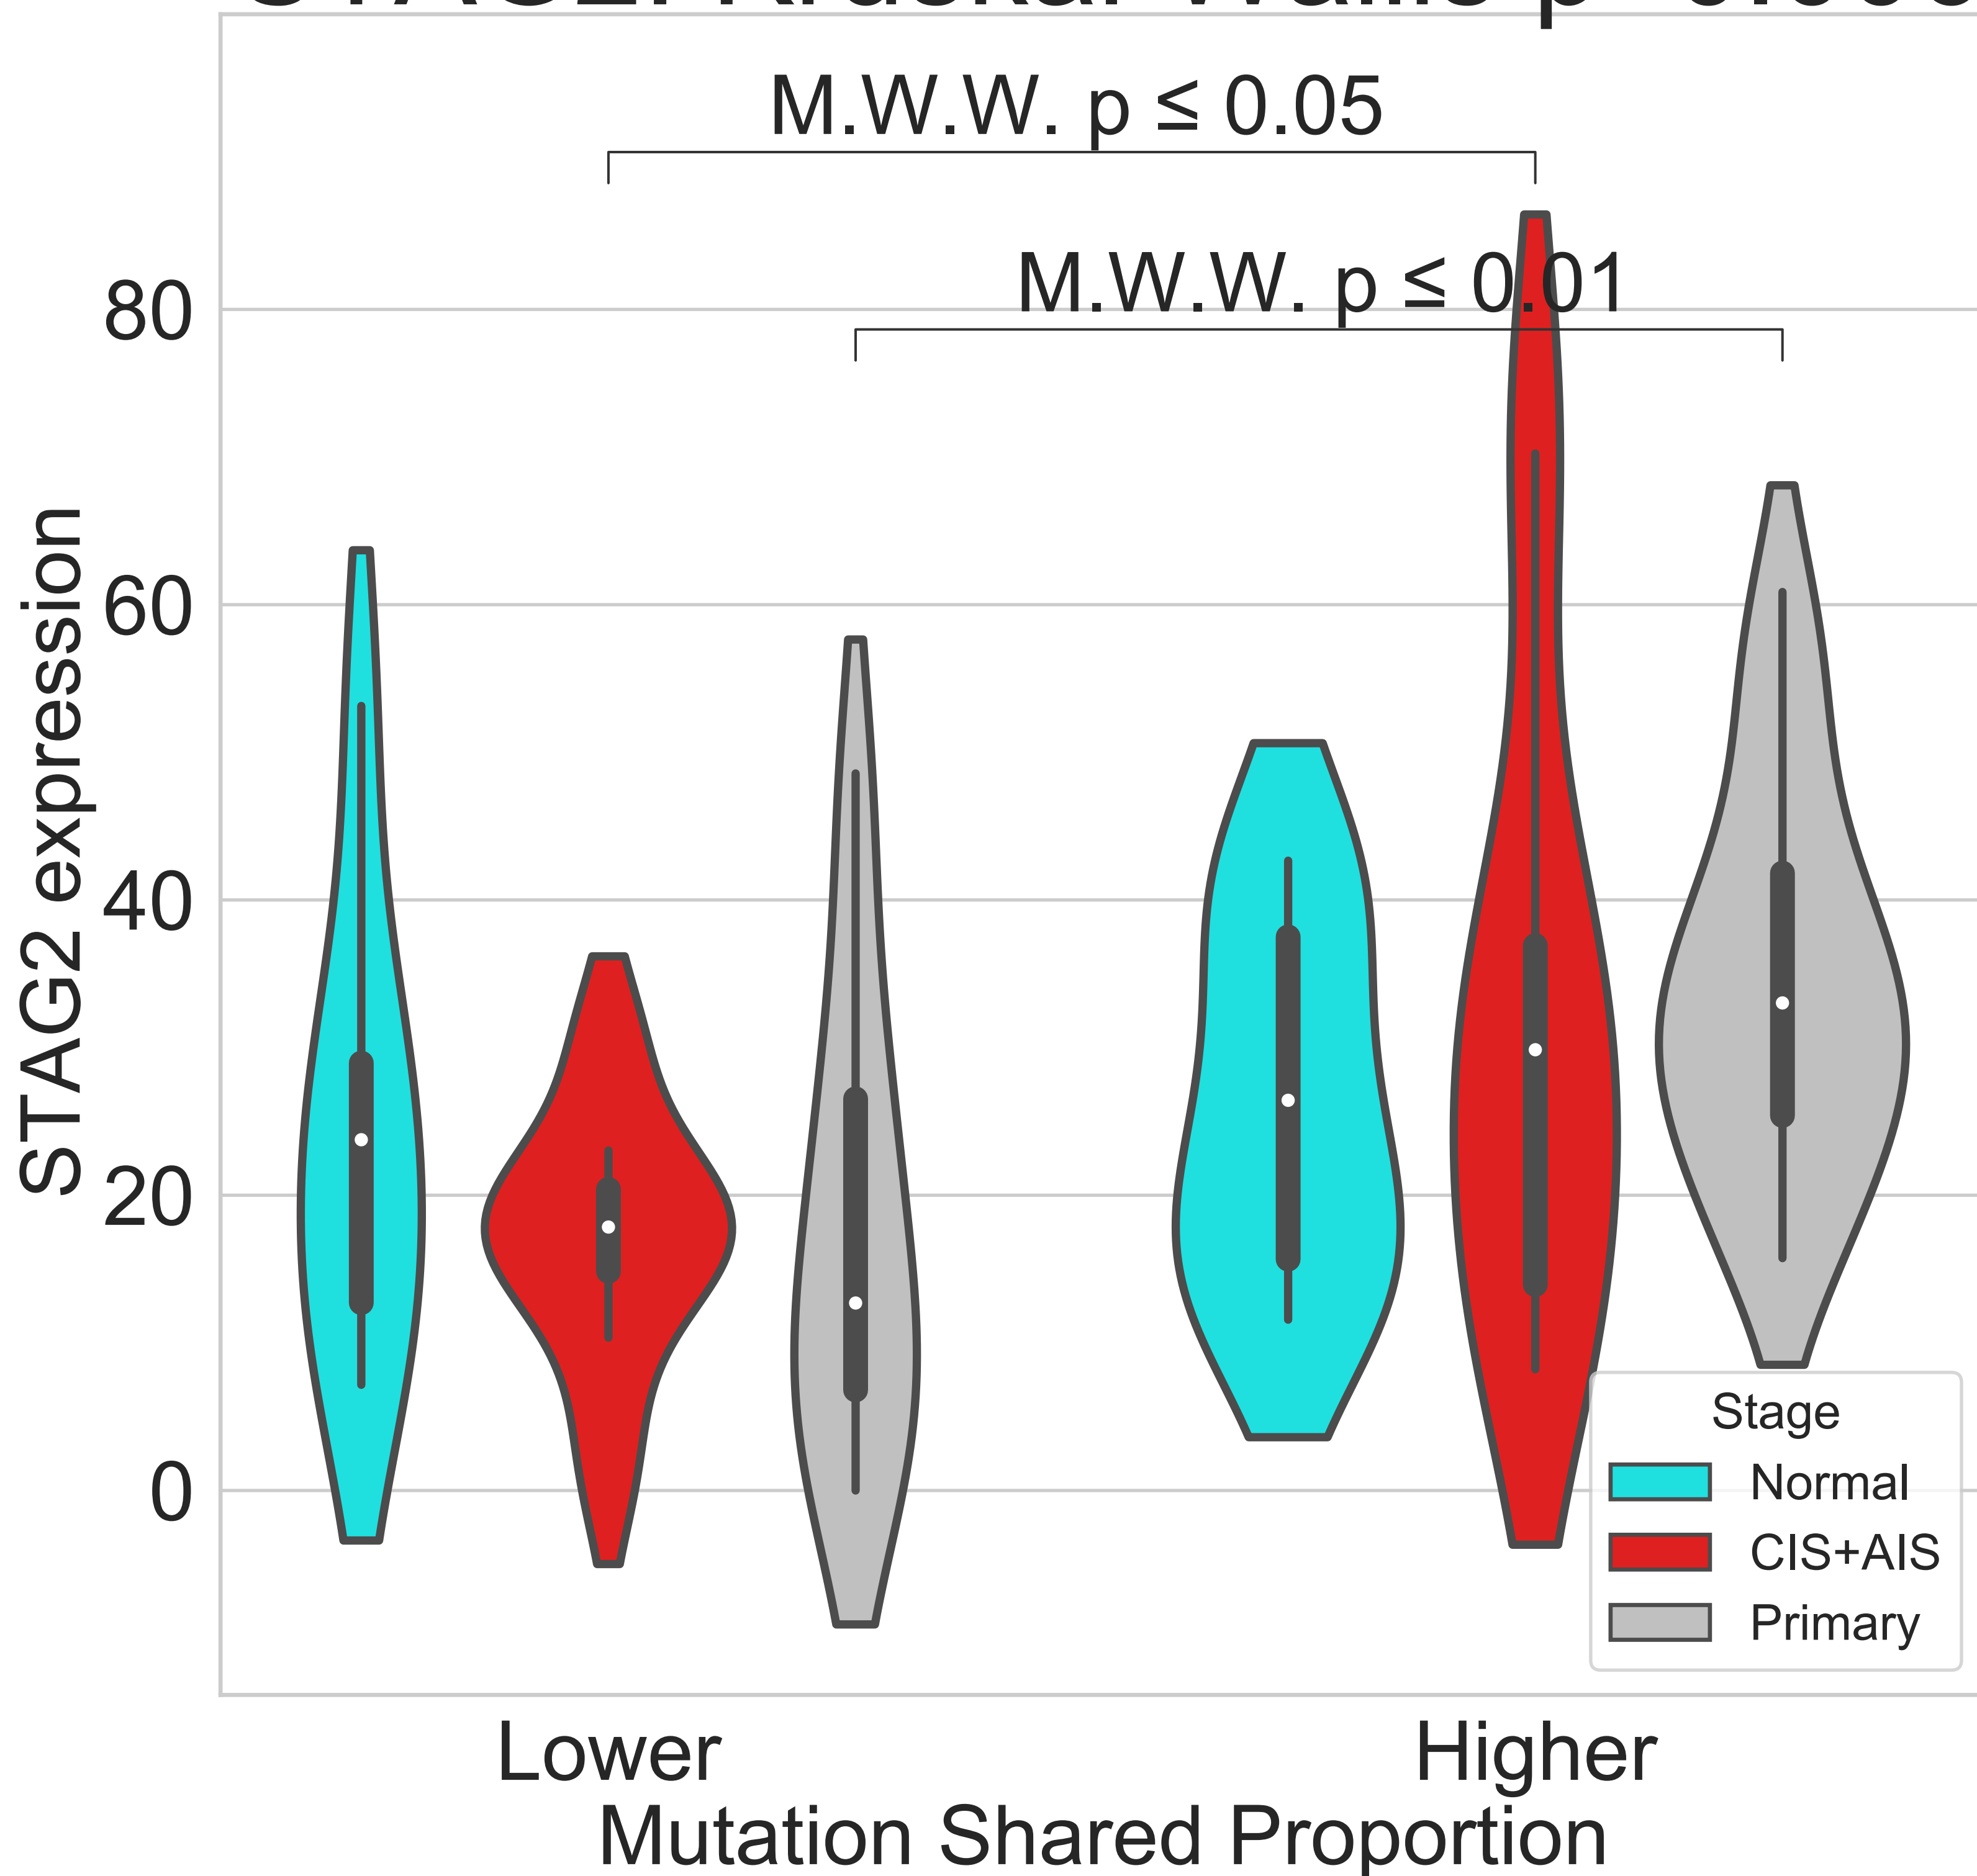 M.W.W. p ≤ 0.05
M.W.W. p ≤ 0.01
80
60
40
20
0
STAG2 expression
Stage
Normal
CIS+AIS
Primary
Lower
Higher
Mutation Shared Proportion